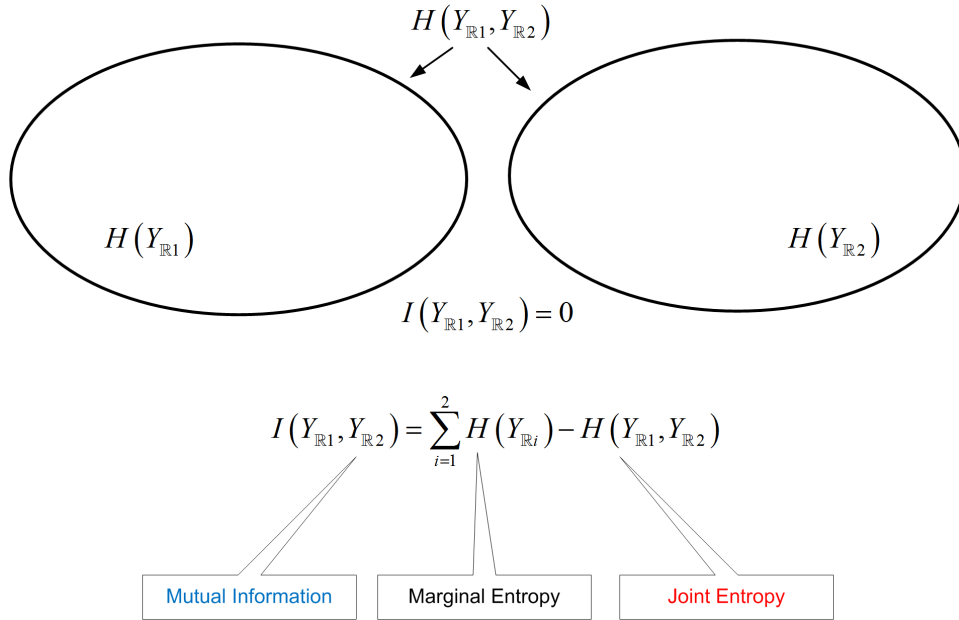 H(Y_ℝ1, Y_ℝ2)
H(Y_ℝ1)
H(Y_ℝ2)
I(Y_ℝ1, Y_ℝ2) = 0
I(Y_ℝ1, Y_ℝ2) = ∑_{i=1}^{2} H(Y_ℝi) − H(Y_ℝ1, Y_ℝ2)
Mutual Information
Marginal Entropy
Joint Entropy